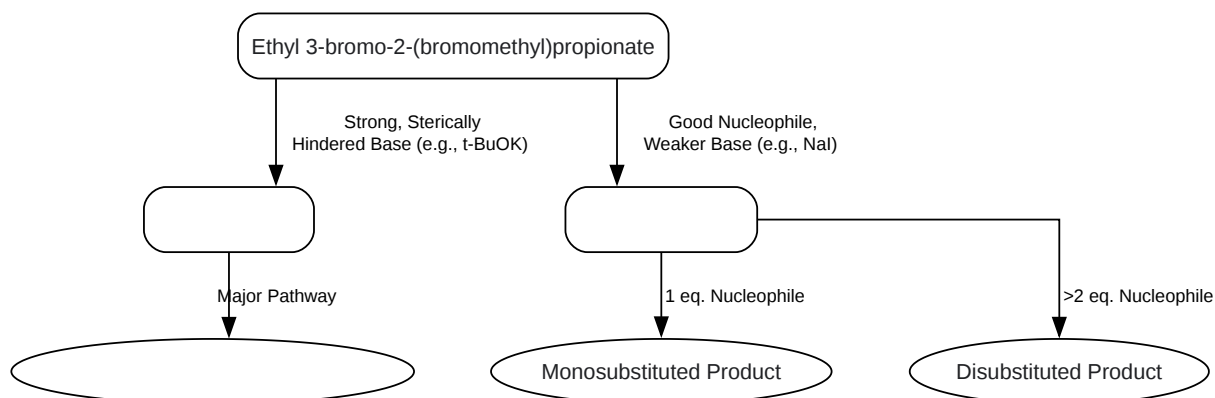 Ethyl 3-bromo-2-(bromomethyl)propionate
Strong, Sterically
Hindered Base (e.g., t-BuOK)
Good Nucleophile,
Weaker Base (e.g., NaI)
Major Pathway
1 eq. Nucleophile
>2 eq. Nucleophile
Monosubstituted Product
Disubstituted Product